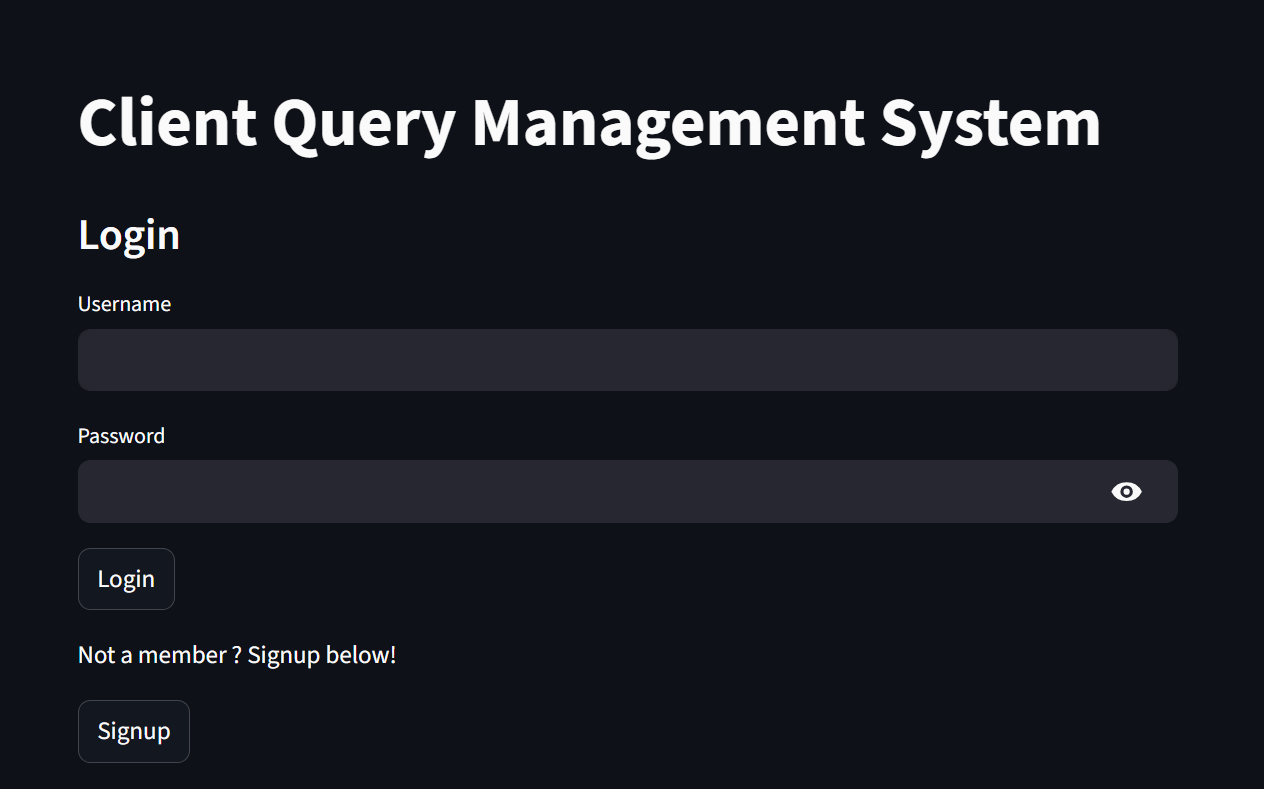 Client Query Management System
Login
Username
Password
Login
Not a member ? Signup below!
Signup